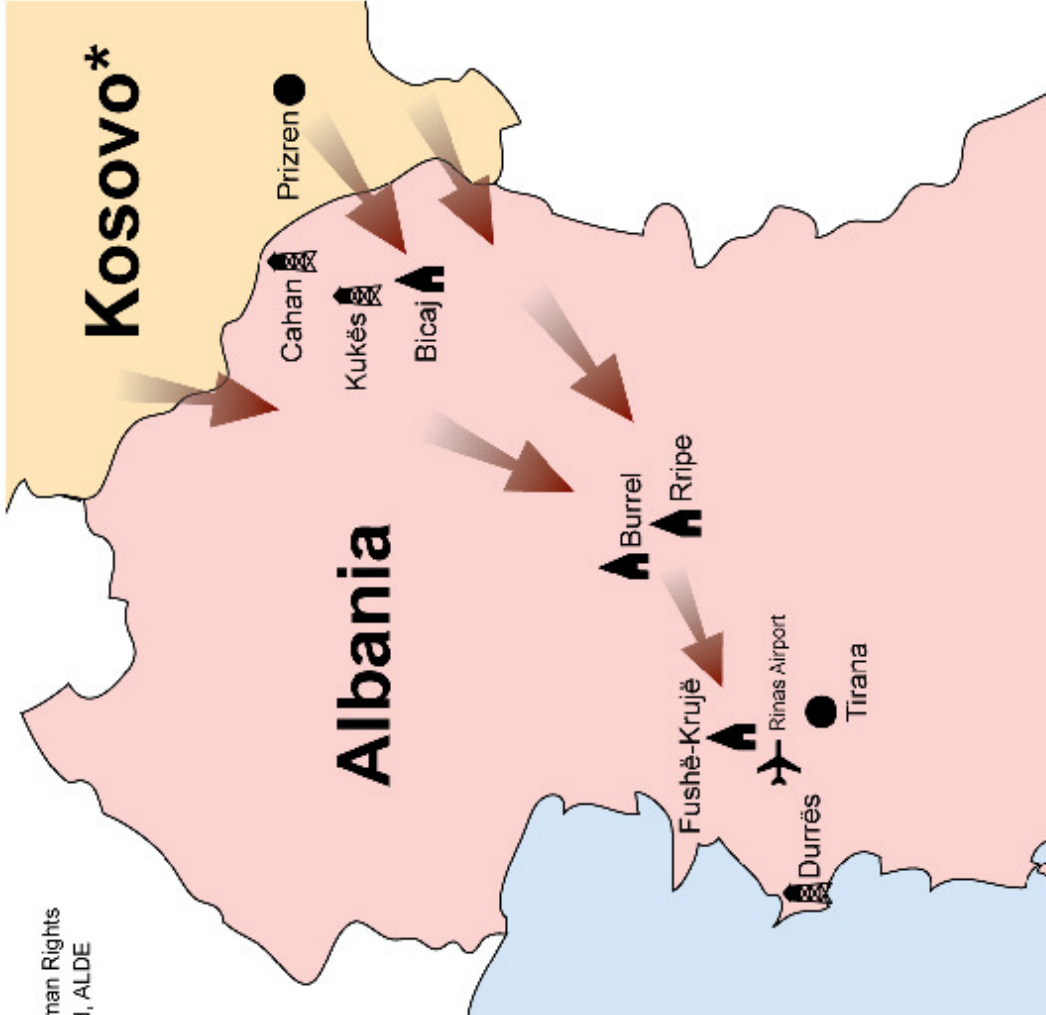 man Rights
, ALDE
Kosovo*
Prizren
Cahan
Kukës
Albania
Bicaj
Burrel
Rripe
Fushë-Krujë
Rinas Airport
Durrës
Tirana